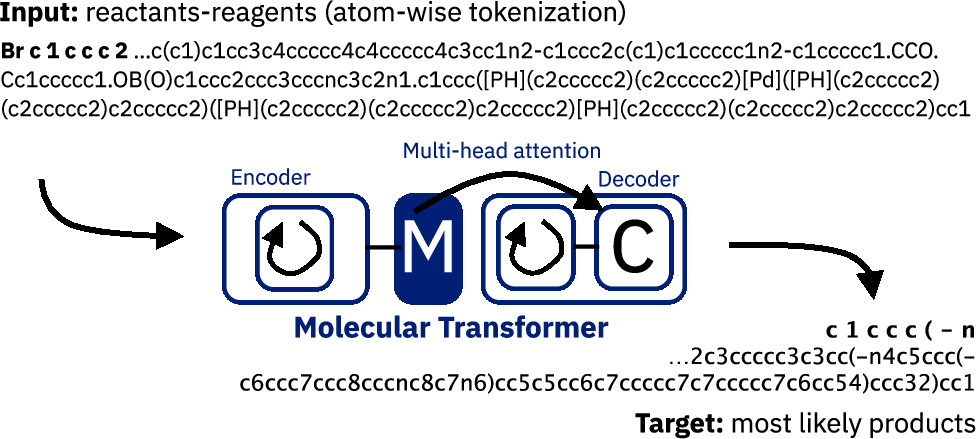 Input: reactants-reagents (atom-wise tokenization)
Br c 1 c c c 2 ...c(c1)c1cc3c4ccccc4c4ccccc4c3cc1n2-c1ccc2c(c1)c1ccccc1n2-c1ccccc1.CCO.
Cc1ccccc1.OB(O)c1ccc2ccc3cccnc3c2n1.c1ccc([PH](c2ccccc2)(c2ccccc2)[Pd]([PH](c2ccccc2)
(c2ccccc2)c2ccccc2)([PH](c2ccccc2)(c2ccccc2)c2ccccc2)[PH](c2ccccc2)(c2ccccc2)c2ccccc2)cc1
Multi-head attention
Encoder
Decoder
M
C
Molecular Transformer
c 1 c c c ( – n
...2c3ccccc3c3cc(–n4c5ccc(–
c6ccc7ccc8cccnc8c7n6)cc5c5cc6c7ccccc7c7ccccc7c6cc54)ccc32)cc1
Target: most likely products